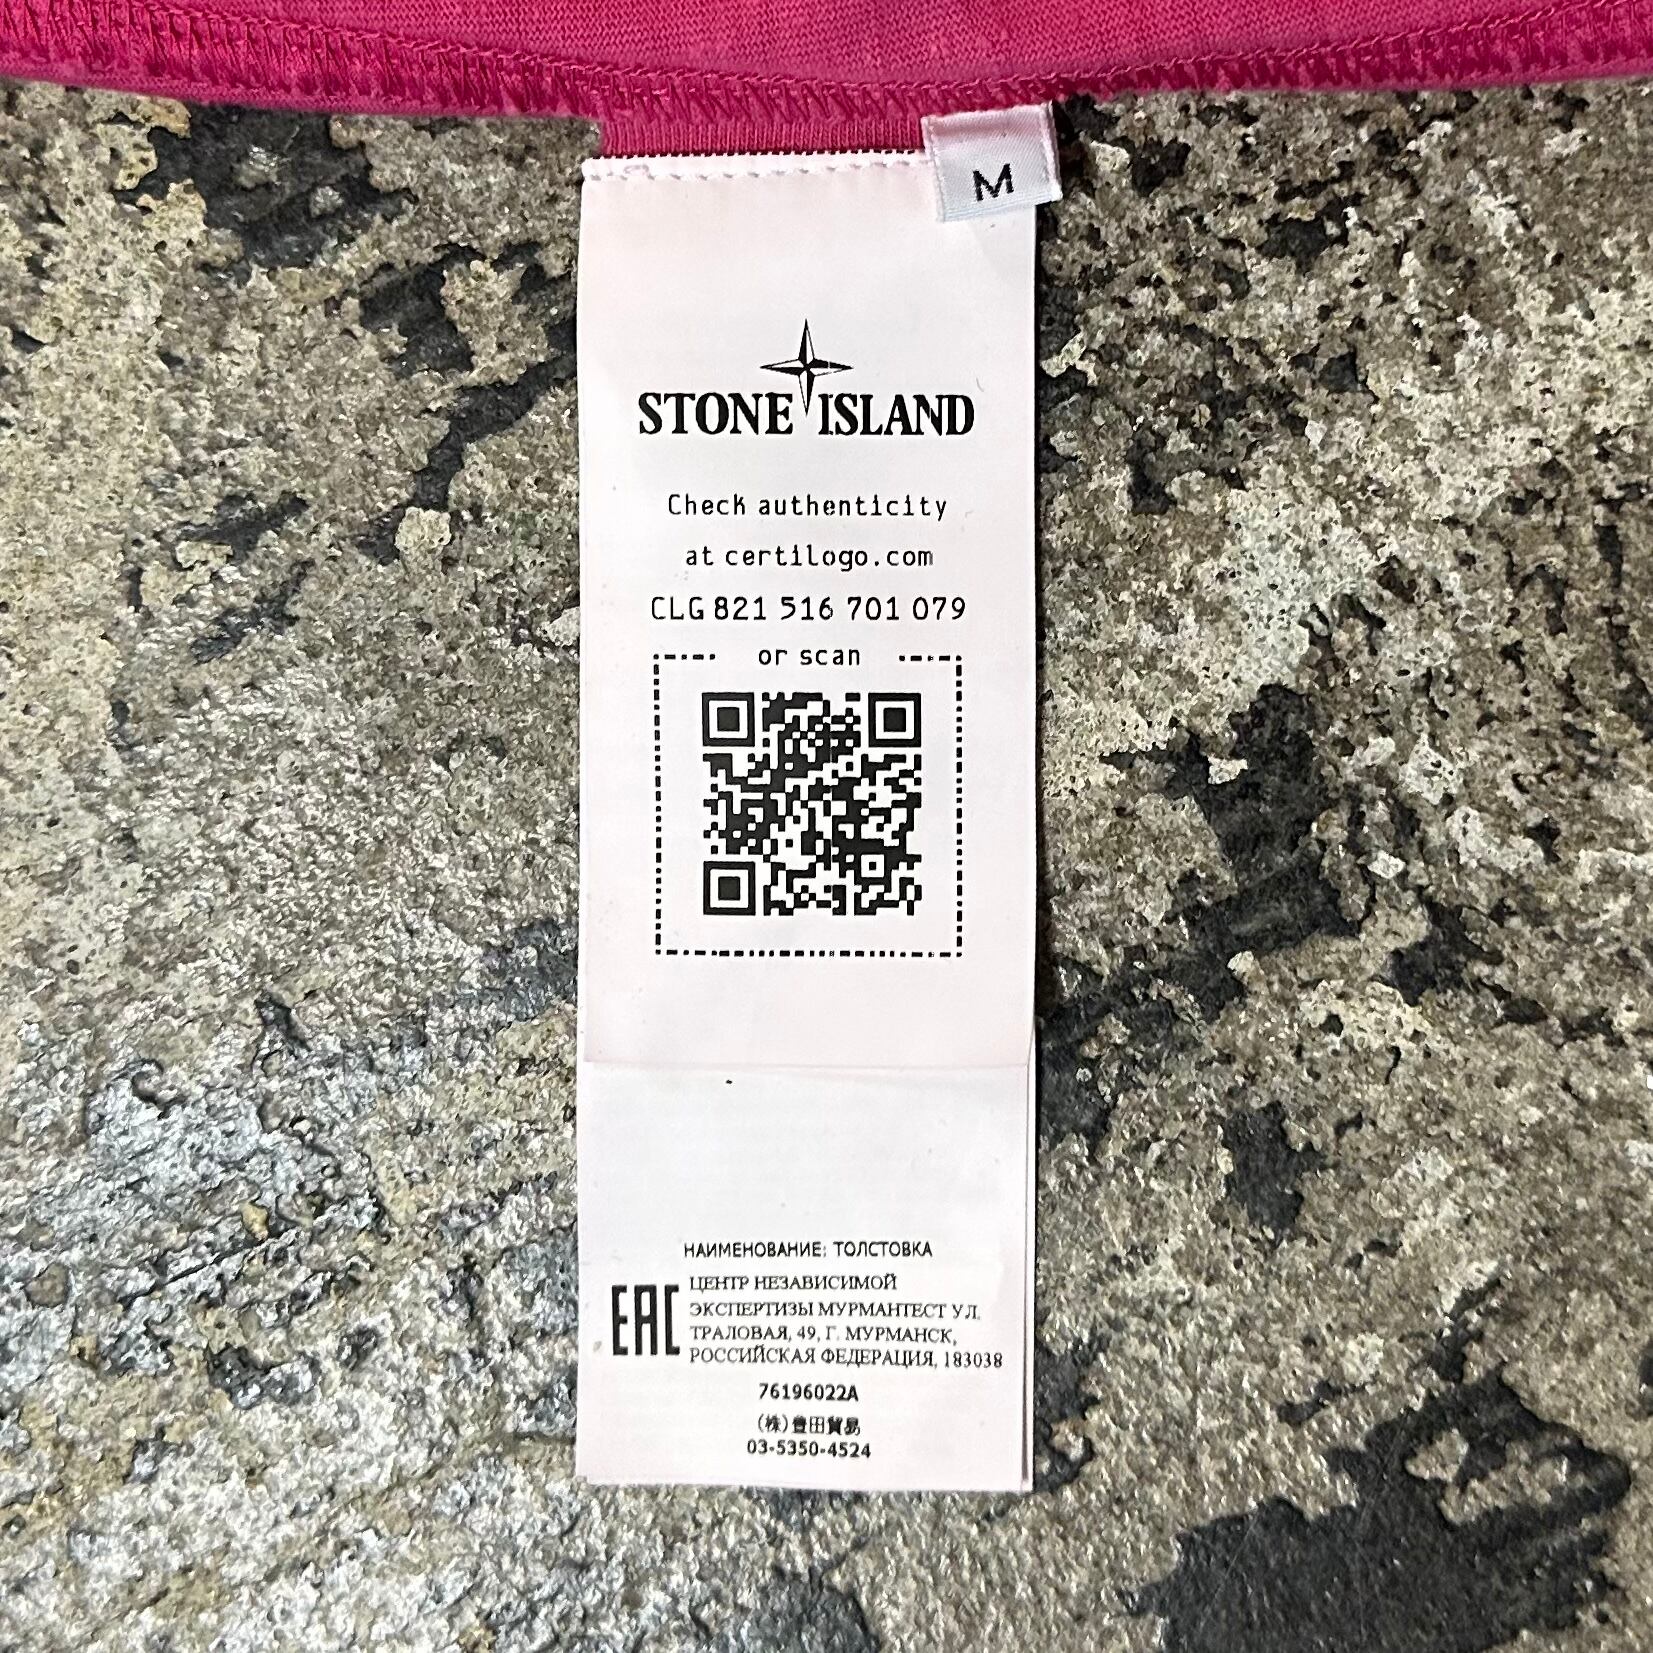 M
STONE ISLAND
Check authenticity
at certilogo.com
CLG 821 516 701 079
or scan
НАИМЕНОВАНИЕ: ТОЛСТОВКА
EAC
ЦЕНТР НЕЗАВИСИМОЙ
ЭКСПЕРТИЗЫ МУРМАНТЕСТ УЛ.
ТРАЛОВАЯ, 49, Г. МУРМАНСК,
РОССИЙСКАЯ ФЕДЕРАЦИЯ, 183038
76196022A
(株)豊田貿易
03-5350-4524